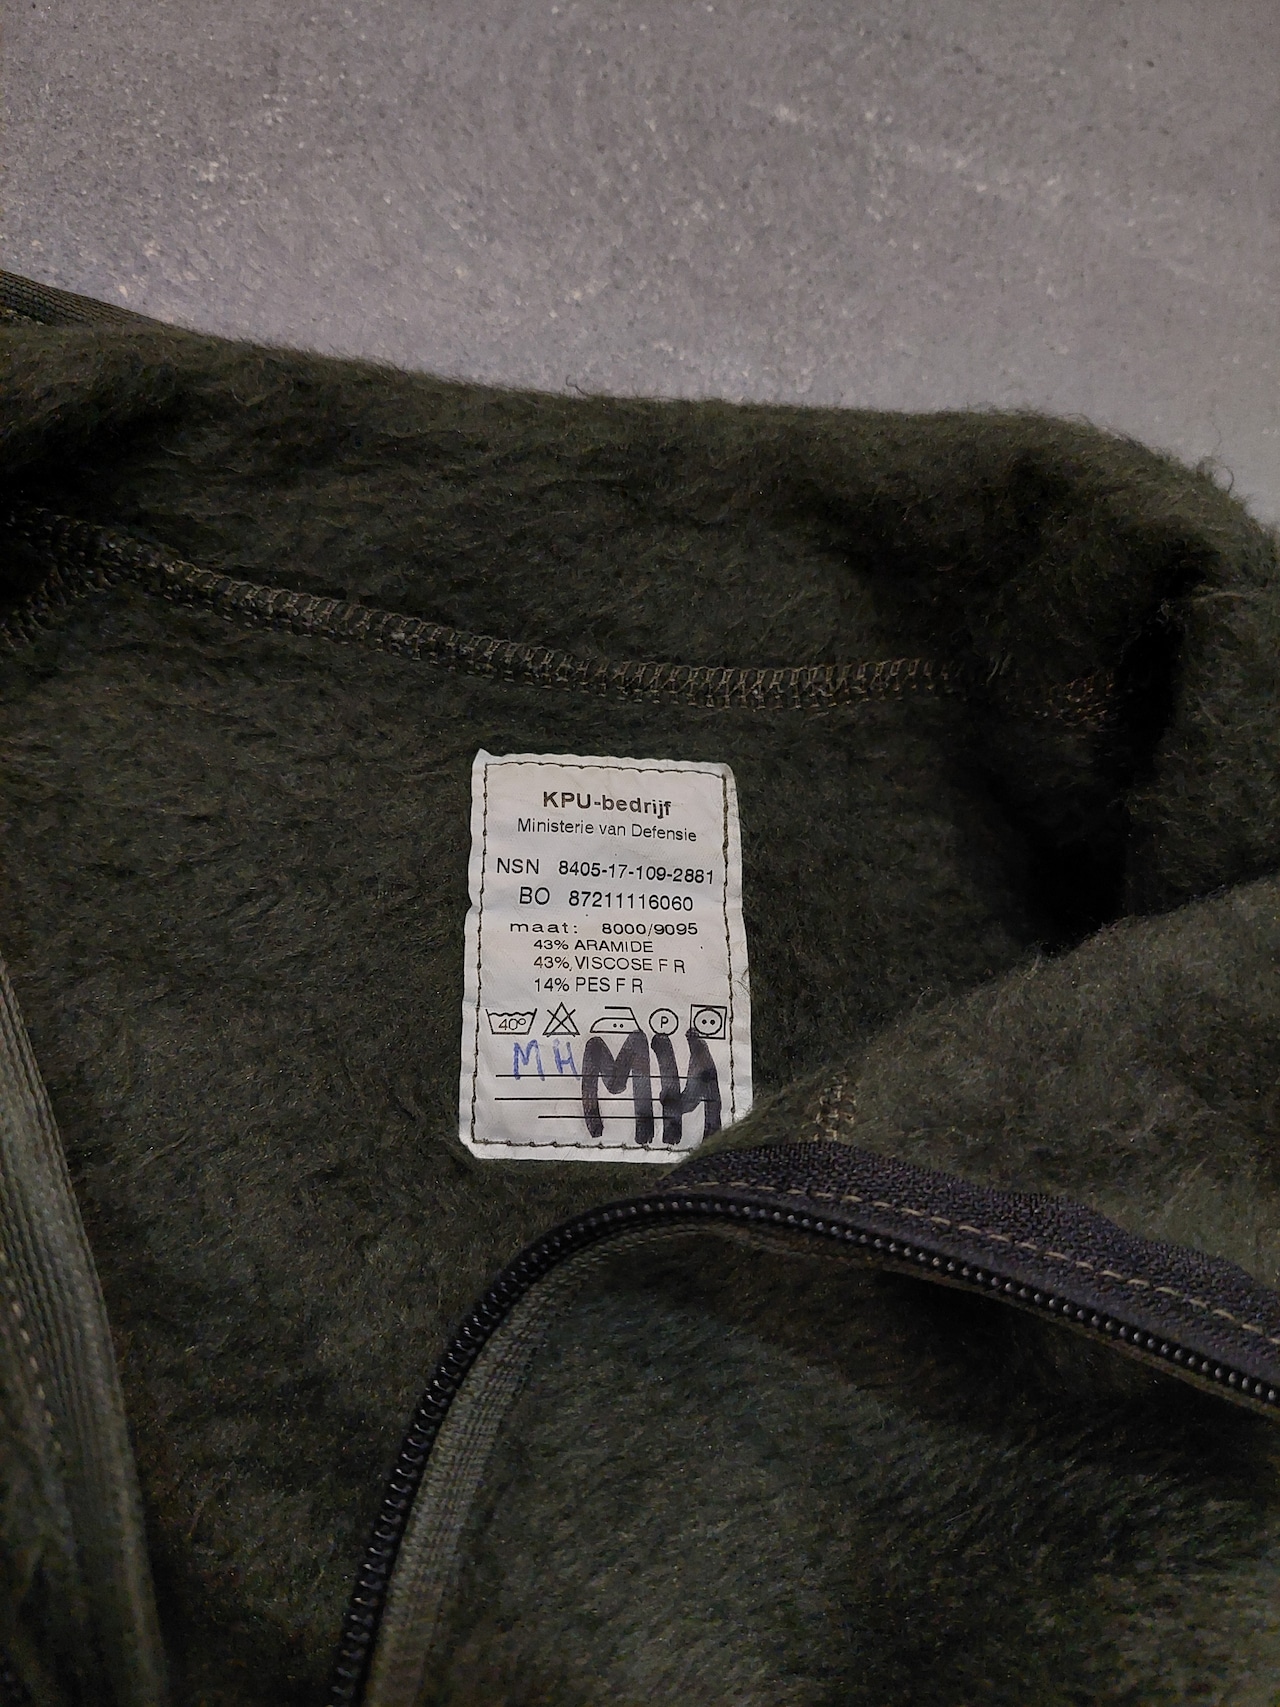 KPU-bedrijf
Ministerie van Defensie
NSN 8405-17-109-2881
BO 87211116060
maat: 8000/9095
43% ARAMIDE
43% VISCOSE F R
14% PES F R
40° P
MH MH